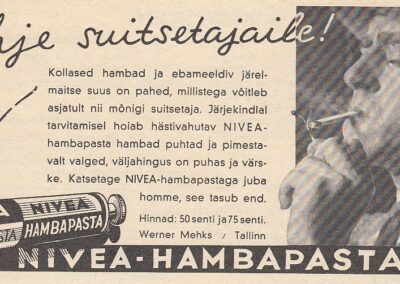 suitsetajaile!
Kollased hambad ja ebameeldiv järel-
maitse suus on pahed, millistega võitleb
asjatult nii mõnigi suitsetaja. Järjekindlal
tarvitamisel hoiab hästivahutav NIVEA-
hambapasta hambad puhtad ja pimesta-
valt valged, väljahingus on puhas ja värs-
ke. Katsetage NIVEA-hambapastaga juba
homme, see tasub end.
Hinnad: 50 senti ja 75 senti.
Werner Mehks / Tallinn
NIVEA
HAMBAPASTA
NIVEA-HAMBAPASTA